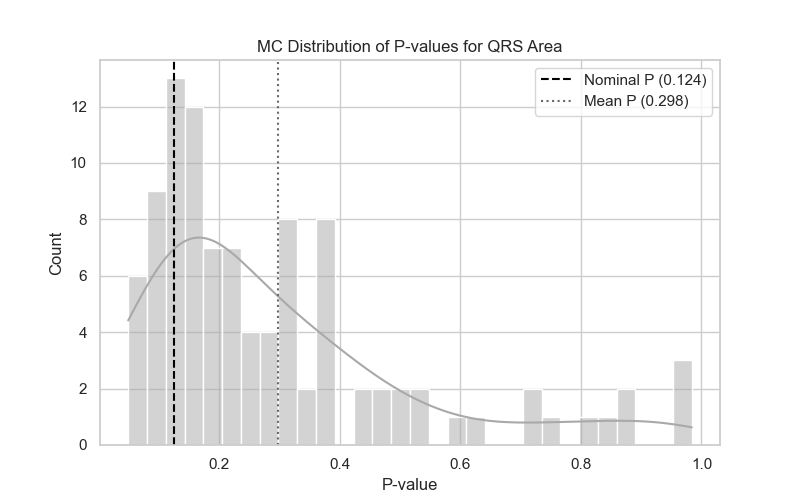 MC Distribution of P-values for QRS Area
Nominal P (0.124)
Mean P (0.298)
Count
12
10
8
6
4
2
0
0.2 0.4 0.6 0.8 1.0
P-value